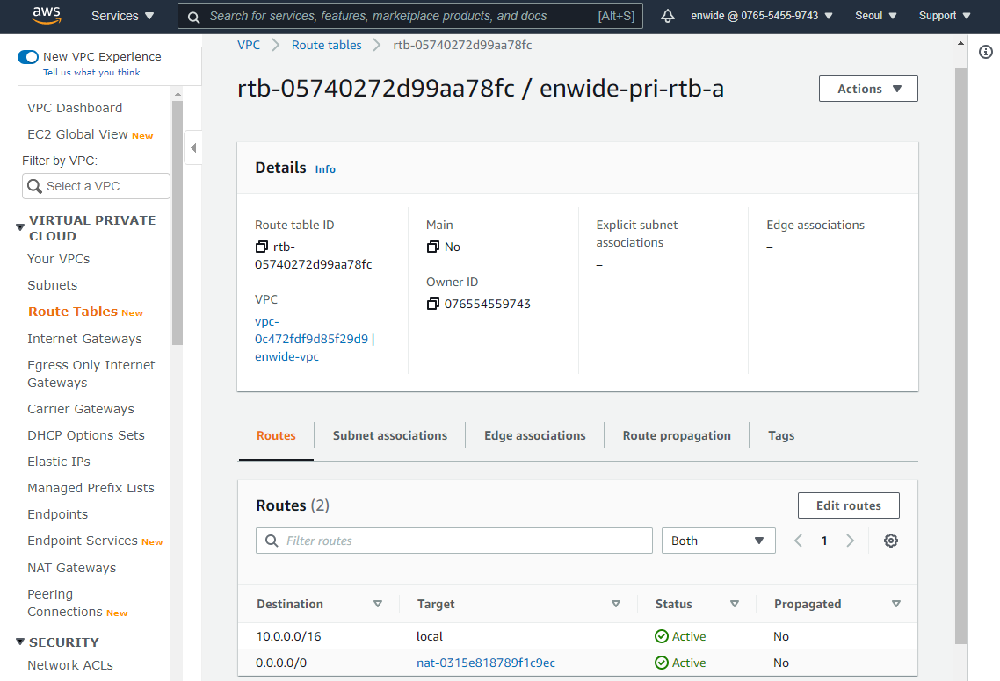 aws
Services
Search for services, features, marketplace products, and docs
[Alt+S]
enwide @ 0765-5455-9743
Seoul
Support
New VPC Experience
Tell us what you think
VPC Dashboard
EC2 Global View New
Filter by VPC:
Select a VPC
VIRTUAL PRIVATE
CLOUD
Your VPCs
Subnets
Route Tables New
Internet Gateways
Egress Only Internet
Gateways
Carrier Gateways
DHCP Options Sets
Elastic IPs
Managed Prefix Lists
Endpoints
Endpoint Services New
NAT Gateways
Peering
Connections New
SECURITY
Network ACLs
VPC
Route tables
rtb-05740272d99aa78fc
rtb-05740272d99aa78fc / enwide-pri-rtb-a
Actions
Details Info
Route table ID
rtb-
05740272d99aa78fc
VPC
vpc-
0c472fdf9d85f29d9 |
enwide-vpc
Main
No
Owner ID
076554559743
Explicit subnet
associations
–
Edge associations
–
Routes
Subnet associations
Edge associations
Route propagation
Tags
Routes (2)
Edit routes
Filter routes
Both
1
Destination Target Status Propagated
10.0.0.0/16 local Active No
0.0.0.0/0 nat-0315e818789f1c9ec Active No